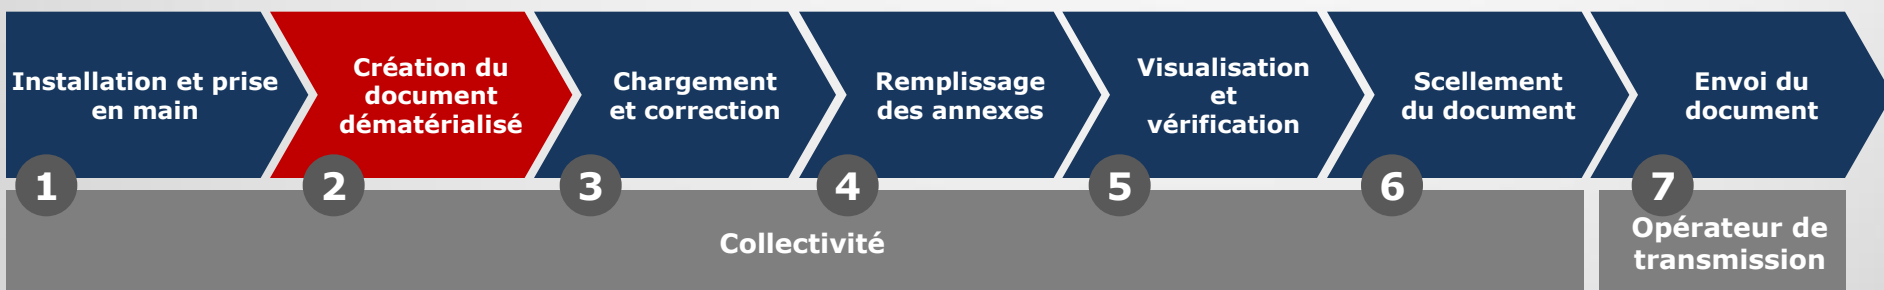 Installation et prise
en main
Création du
document
dématérialisé
Chargement
et correction
Remplissage
des annexes
Visualisation
et
vérification
Scellement
du document
Envoi du
document
1
2
3
4
5
6
7
Collectivité
Opérateur de
transmission